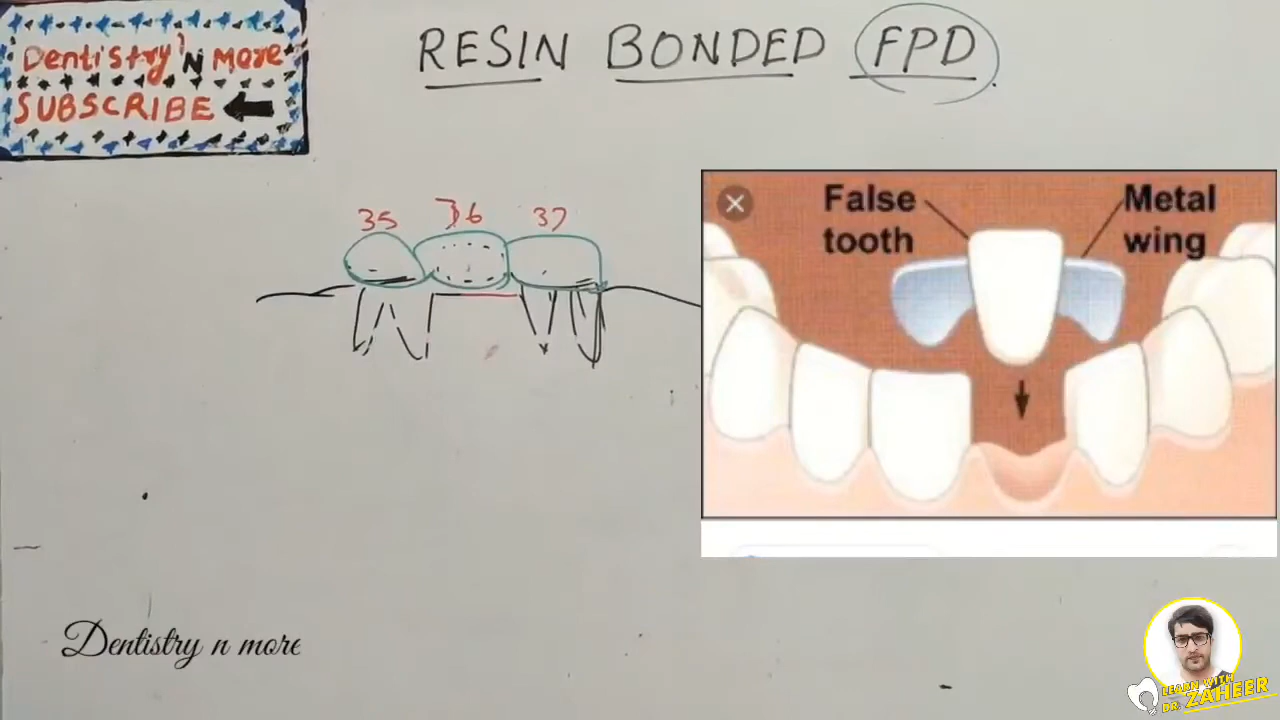 Dentistry 'N More
SUBSCRIBE
RESIN BONDED FPD
35 36 37
False tooth
Metal wing
Dentistry n more
LEARN WITH
DR. ZAHEER